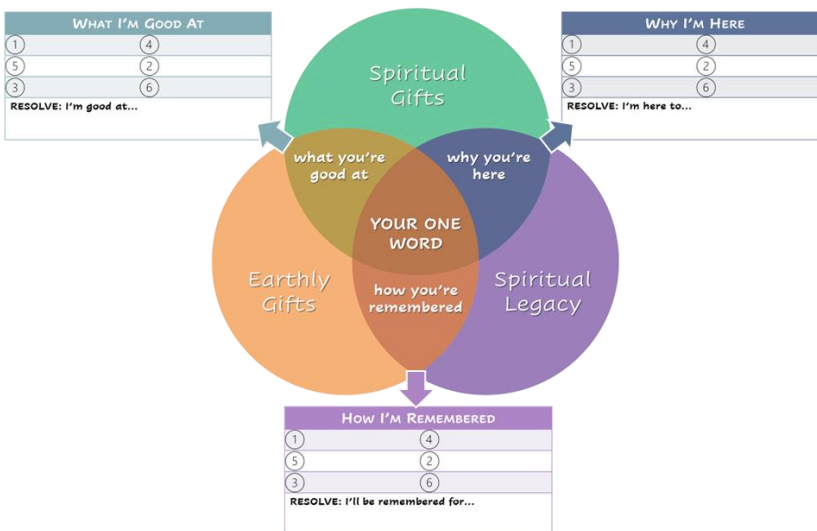 WHAT I'M GOOD AT
1 4
5 2
3 6
RESOLVE: I'm good at...
WHY I'M HERE
1 4
5 2
3 6
RESOLVE: I'm here to...
Spiritual
Gifts
what you're
good at
why you're
here
YOUR ONE
WORD
Earthly
Gifts
how you're
remembered
Spiritual
Legacy
HOW I'M REMEMBERED
1 4
5 2
3 6
RESOLVE: I'll be remembered for...